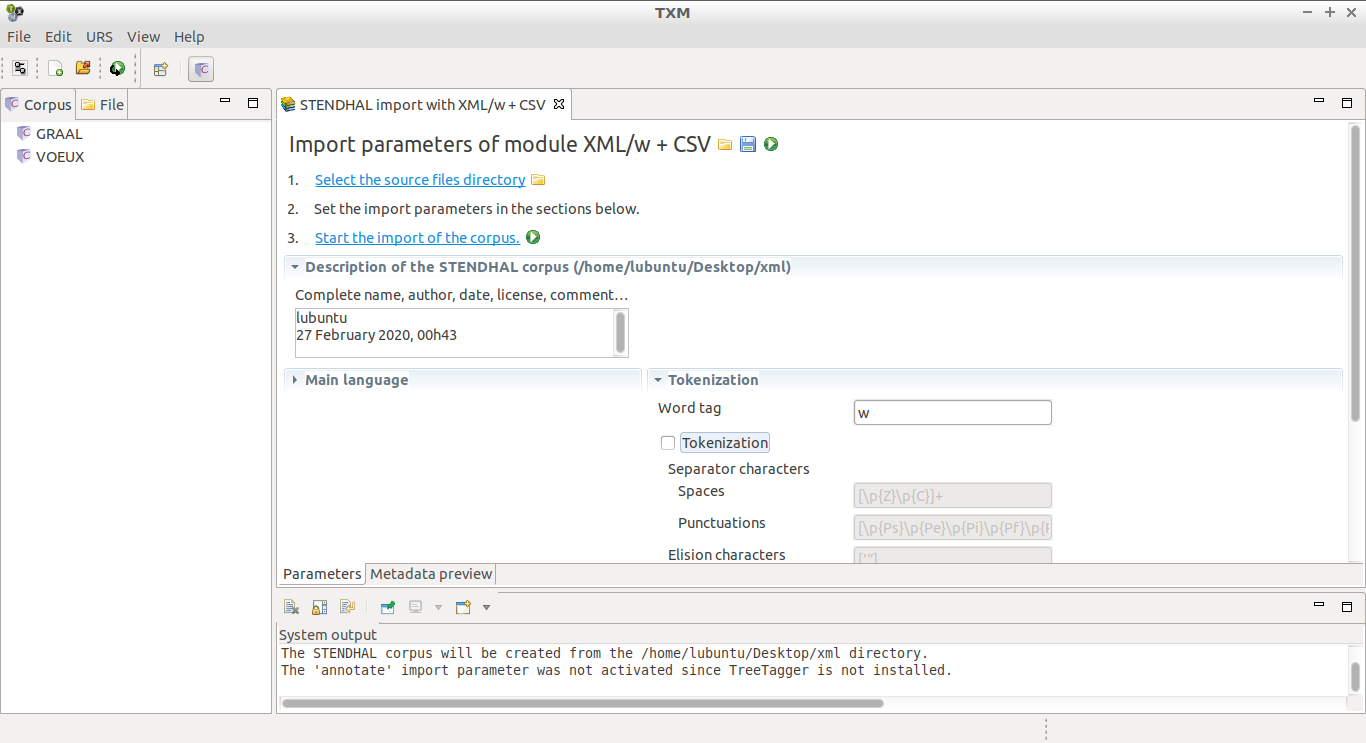 TXM
File Edit URS View Help
Corpus File
GRAAL
VOEUX
STENDHAL import with XML/w + CSV
Import parameters of module XML/w + CSV
1. Select the source files directory
2. Set the import parameters in the sections below.
3. Start the import of the corpus.
Description of the STENDHAL corpus (/home/lubuntu/Desktop/xml)
Complete name, author, date, license, comment…
lubuntu
27 February 2020, 00h43
Main language
Tokenization
Word tag w
Tokenization
Separator characters
Spaces [\p{Z}\p{C}]+
Punctuations [\p{Ps}\p{Pe}\p{Pi}\p{Pf}\p{
Elision characters
Parameters Metadata preview
System output
The STENDHAL corpus will be created from the /home/lubuntu/Desktop/xml directory.
The 'annotate' import parameter was not activated since TreeTagger is not installed.